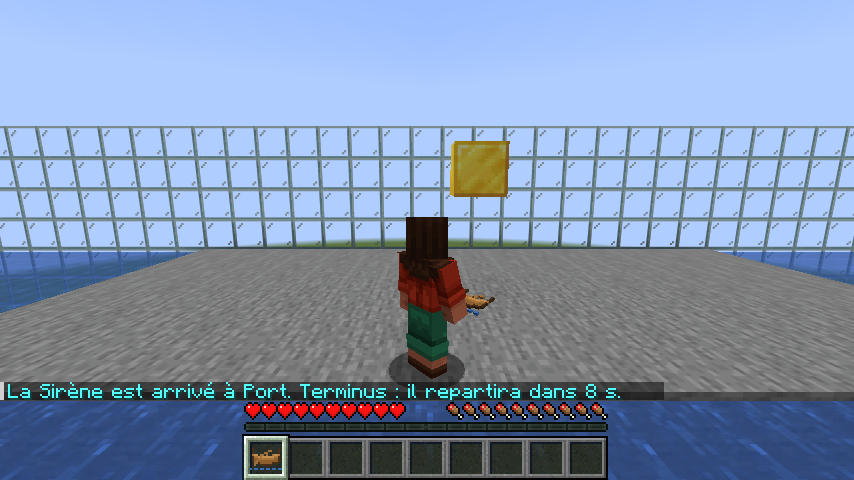 La Sirène est arrivé à Port. Terminus : il repartira dans 8 s.